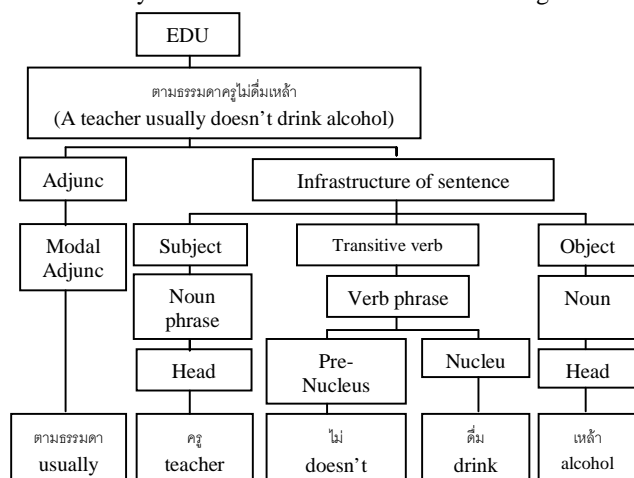 EDU
ตามธรรมดาครูไม่ดื่มเหล้า
(A teacher usually doesn't drink alcohol)
Adjunc
Infrastructure of sentence
Modal
Adjunc
Subject
Transitive verb
Object
Noun
phrase
Verb phrase
Noun
Head
Pre-
Nucleus
Nucleu
Head
ตามธรรมดา
usually
ครู
teacher
ไม่
doesn't
ดื่ม
drink
เหล้า
alcohol